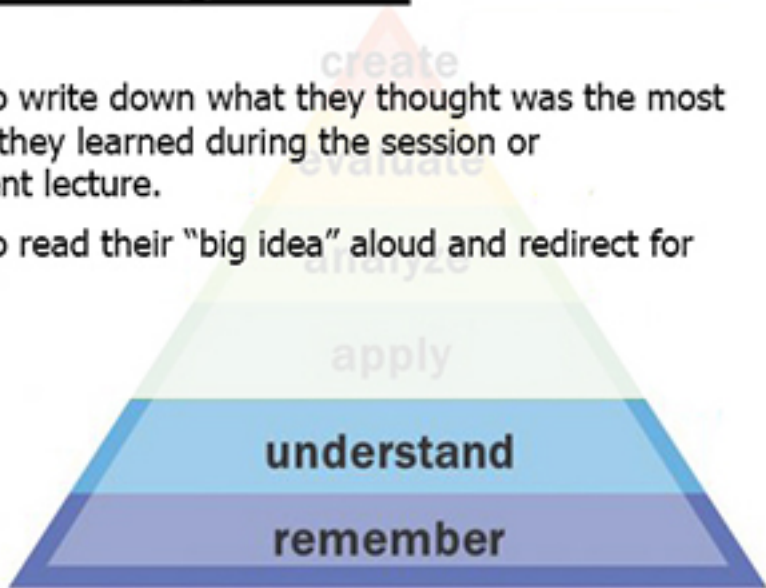 create
write down what they thought was the most
they learned during the session or
evaluate
lecture.
read their “big idea” aloud and redirect for
analyze
apply
understand
remember